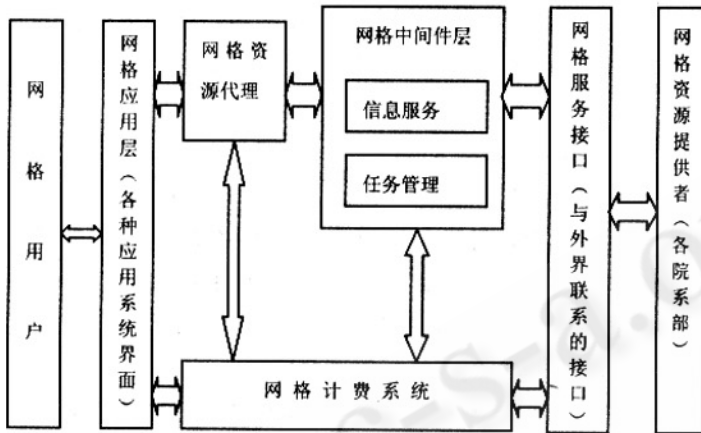 网格用户
网格应用层（各种应用系统界面）
网格资
源代理
网格中间件层
信息服务
任务管理
网格计费系统
网格服务接口（与外界联系的接口）
网格资源提供者（各院系部）